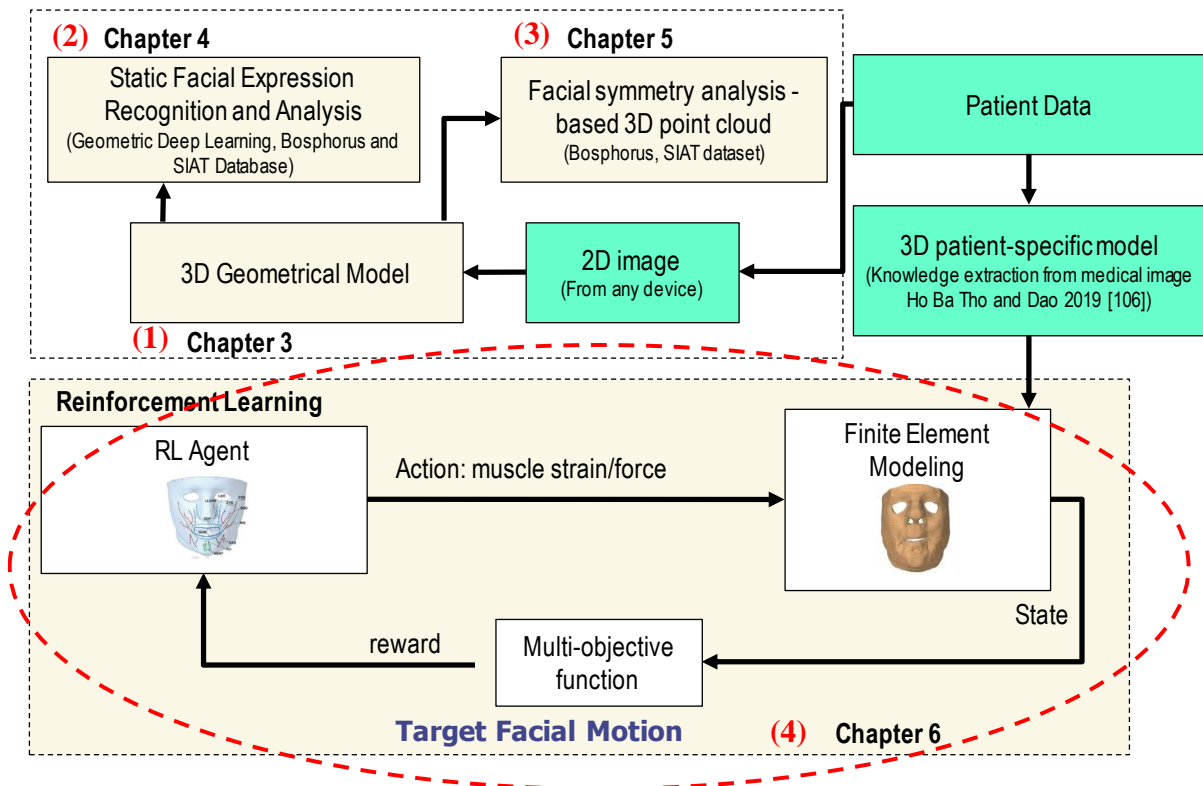 (2) Chapter 4
Static Facial Expression
Recognition and Analysis
(Geometric Deep Learning, Bosphorus and
SIAT Database)
(3) Chapter 5
Facial symmetry analysis -
based 3D point cloud
(Bosphorus, SIAT dataset)
Patient Data
3D Geometrical Model
2D image
(From any device)
3D patient-specific model
(Knowledge extraction from medical image
Ho Ba Tho and Dao 2019 [106])
(1) Chapter 3
Reinforcement Learning
RL Agent
Action: muscle strain/force
Finite Element
Modeling
State
reward
Multi-objective
function
Target Facial Motion
(4) Chapter 6